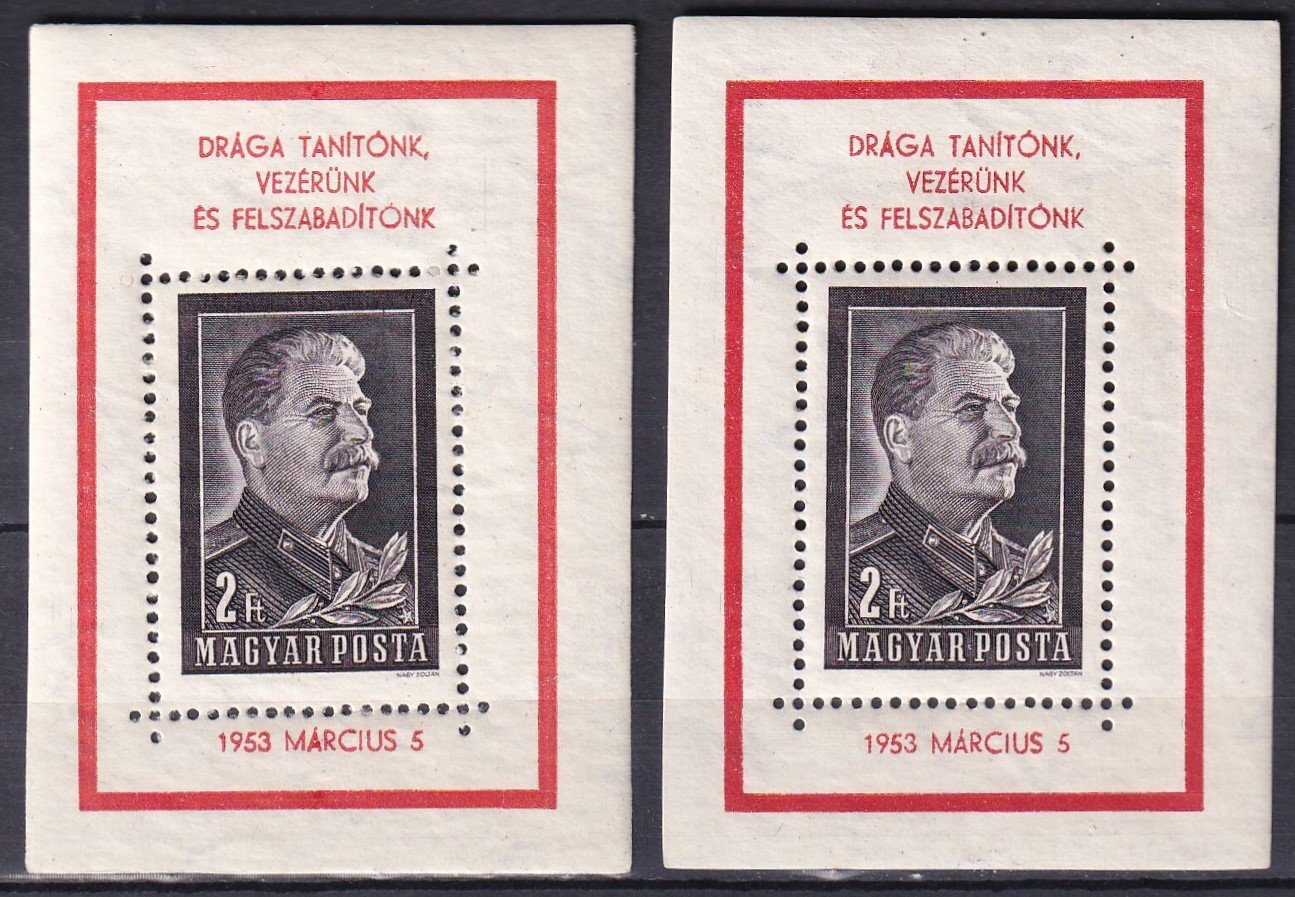 DRÁGA TANÍTÓNK,
VEZÉRÜNK
ÉS FELSZABADÍTÓNK
2 Ft
MAGYAR POSTA
NAGY ZOLTÁN
1953 MÁRCIUS 5
DRÁGA TANÍTÓNK,
VEZÉRÜNK
ÉS FELSZABADÍTÓNK
2 Ft
MAGYAR POSTA
NAGY ZOLTÁN
1953 MÁRCIUS 5